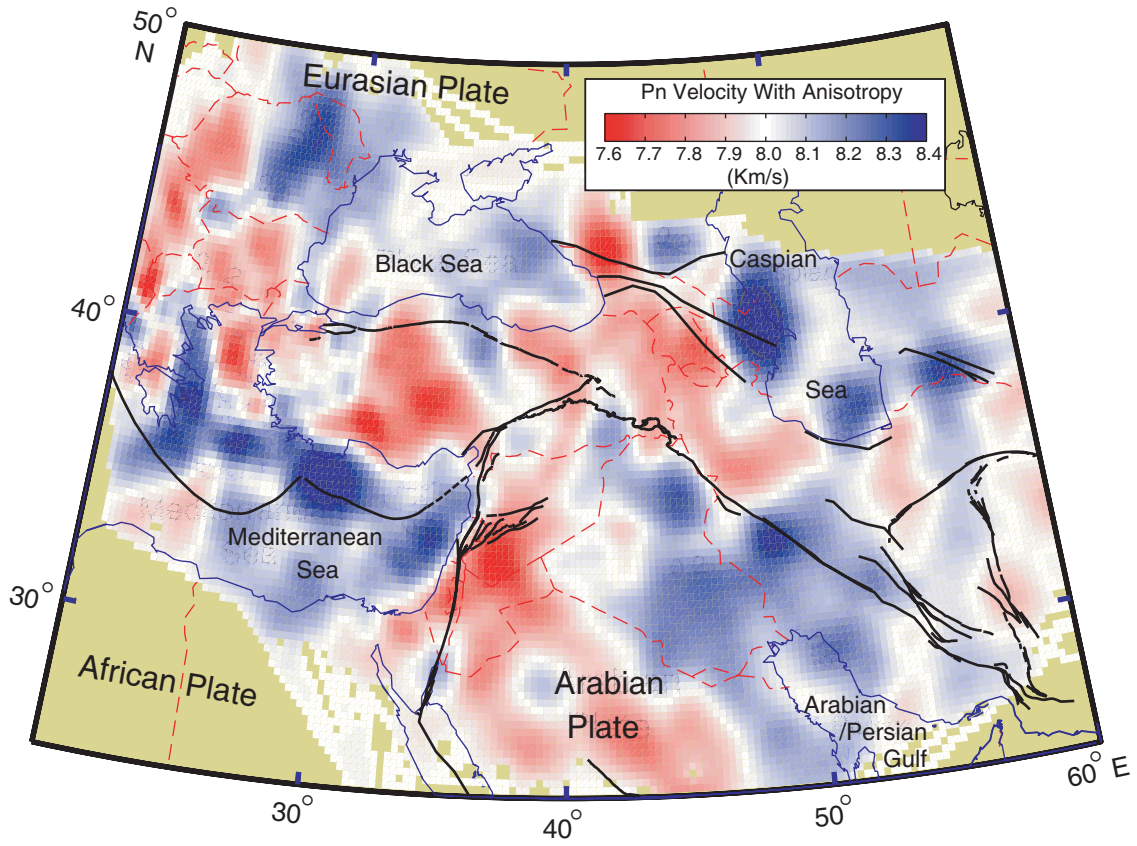 50°
N
Eurasian Plate
Pn Velocity With Anisotropy
7.6 7.7 7.8 7.9 8.0 8.1 8.2 8.3 8.4
(Km/s)
Black Sea
Caspian
40°
Sea
Mediterranean
Sea
30°
African Plate
Arabian
Plate
Arabian
/Persian
Gulf
60° E
30°
40°
50°